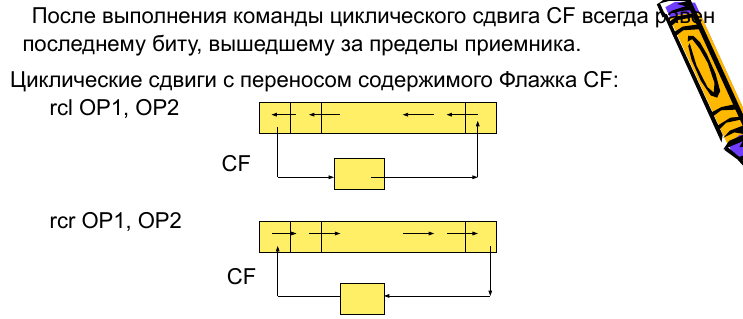 После выполнения команды циклического сдвига CF всегда равен
последнему биту, вышедшему за пределы приемника.
Циклические сдвиги с переносом содержимого Флажка CF:
rcl OP1, OP2
CF
rcr OP1, OP2
CF